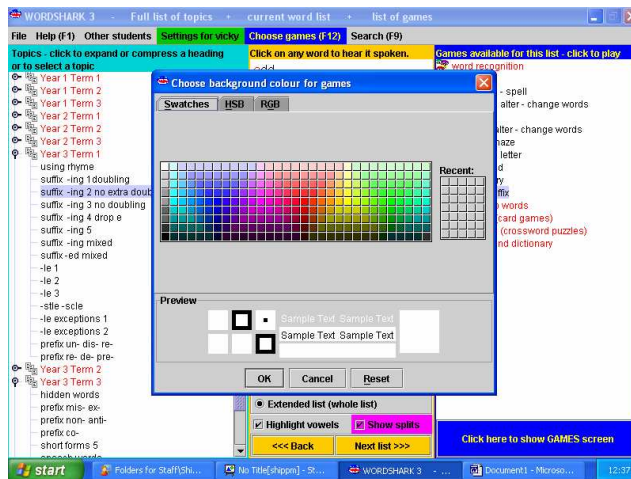 WORDSHARK 3 - Full list of topics + current word list + list of games
File Help (F1) Other students Settings for vicky Choose games (F12) Search (F9)
Topics - click to expand or compress a heading
or to select a topic
Year 1 Term 1
Year 1 Term 2
Year 1 Term 3
Year 2 Term 1
Year 2 Term 2
Year 2 Term 3
Year 3 Term 1
using rhyme
suffix -ing 1 doubling
suffix -ing 2 no extra doub
suffix -ing 3 no doubling
suffix -ing 4 drop e
suffix -ing 5
suffix -ing mixed
suffix -ed mixed
-le 1
-le 2
-le 3
-stle -scle
-le exceptions 1
-le exceptions 2
prefix un- dis- re-
prefix re- de- pre-
Year 3 Term 2
Year 3 Term 3
hidden words
prefix mis- ex-
prefix non- anti-
prefix co-
short forms 5
Click on any word to
hear it spoken.
add
Games available for this list - click to play
word recognition
- spell
alter - change words
alter - change words
letter
words
(card games)
(crossword puzzles)
nd dictionary
Choose background colour for games
Swatches HSB RGB
Recent:
Preview
Sample Text Sample Text
Sample Text Sample Text
OK Cancel Reset
Extended list (whole list)
Highlight vowels Show splits
<<< Back Next list >>>
Click here to show GAMES screen
start Folders for Staff\Shi... No Title[shippm] - St... WORDSHARK 3 - ... Document1 - Microso... 12:37